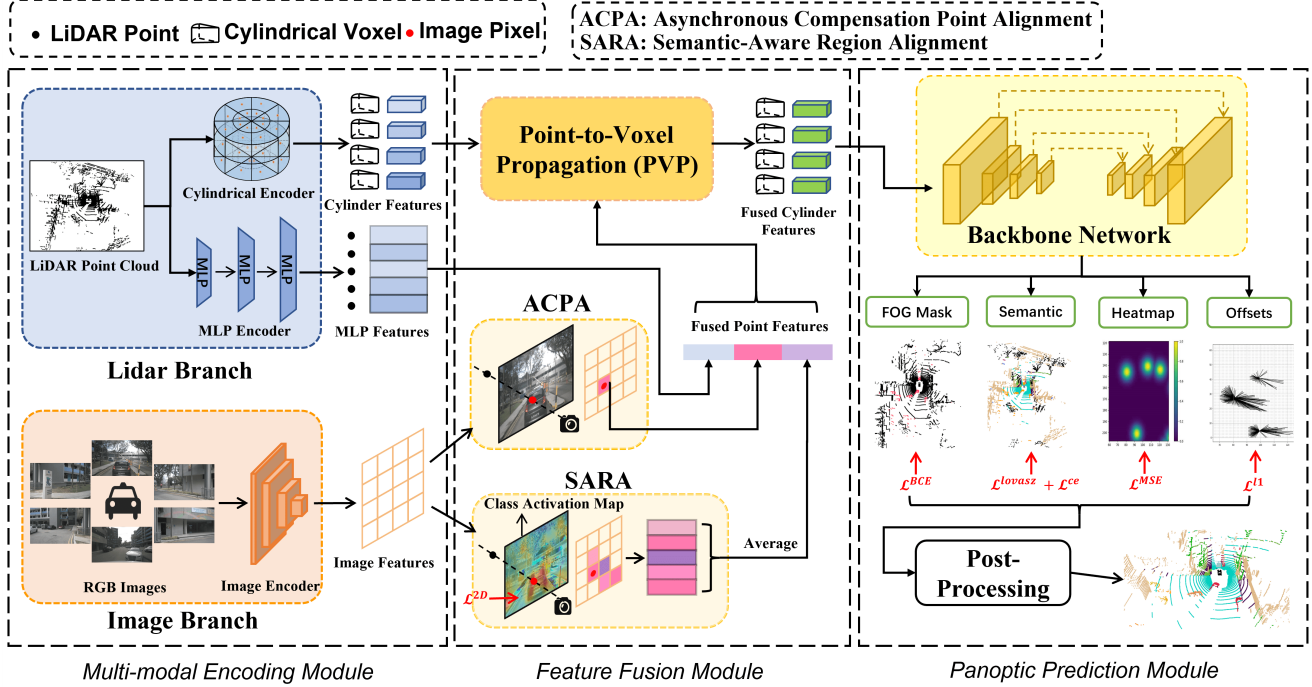 LiDAR Point
Cylindrical Voxel
Image Pixel
ACPA: Asynchronous Compensation Point Alignment
SARA: Semantic-Aware Region Alignment
LiDAR Point Cloud
Cylindrical Encoder
MLP
MLP
MLP
MLP Encoder
Lidar Branch
Cylinder Features
MLP Features
RGB Images
Image Encoder
Image Branch
Image Features
Multi-modal Encoding Module
Point-to-Voxel
Propagation (PVP)
Fused Cylinder
Features
ACPA
Fused Point Features
SARA
Class Activation Map
ℒ²ᴰ
Average
Feature Fusion Module
Backbone Network
FOG Mask
Semantic
Heatmap
Offsets
ℒ^BCE
ℒ^lovasz + ℒ^ce
ℒ^MSE
ℒ^l1
Post-
Processing
Panoptic Prediction Module